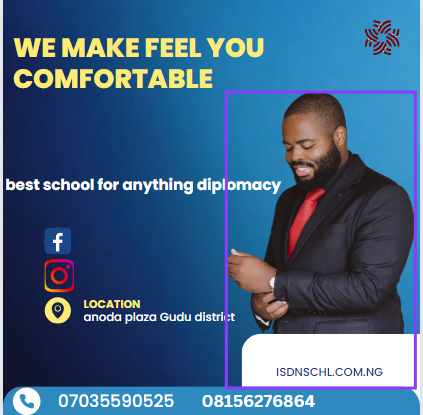 WE MAKE FEEL YOU
COMFORTABLE
best school for anything diplomacy
LOCATION
anoda plaza Gudu district
ISDNSCHL.COM.NG
07035590525 08156276864